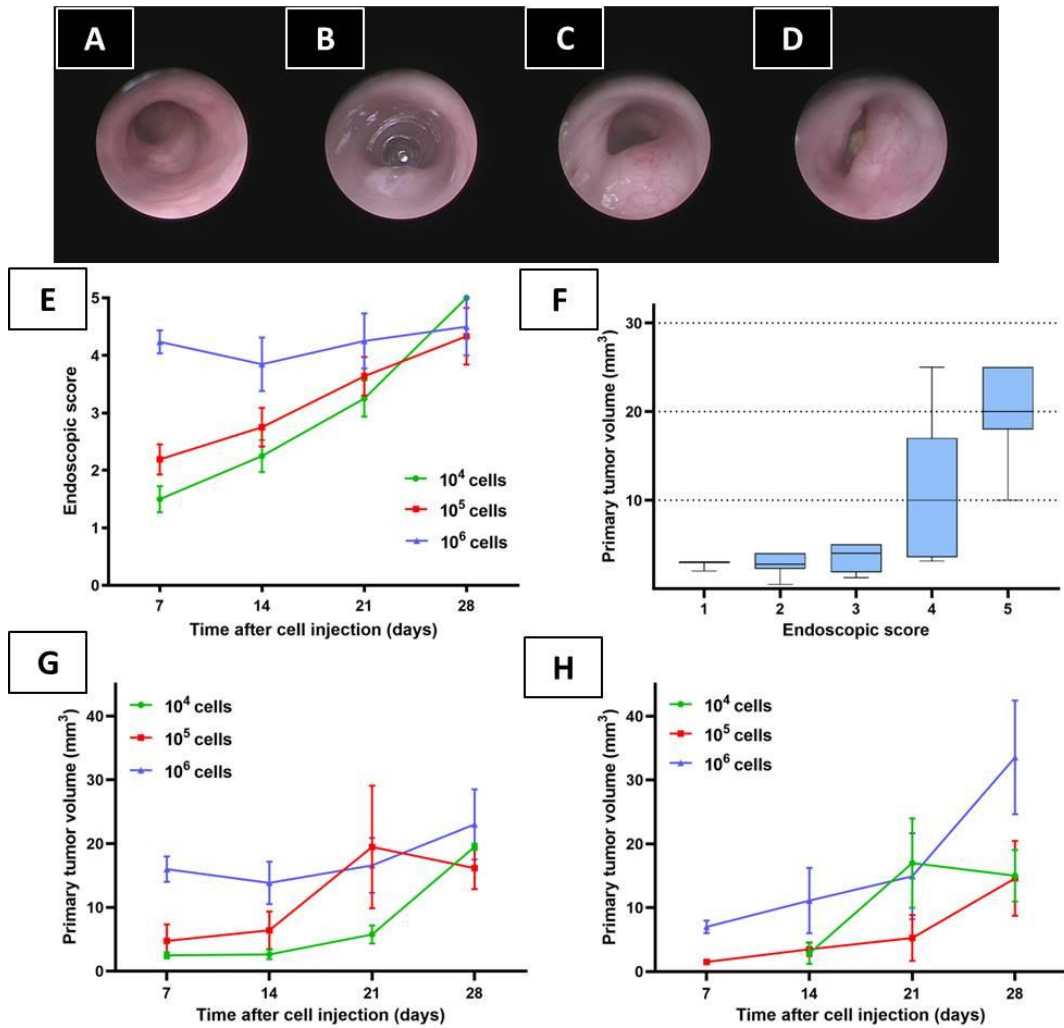 A
B
C
D
E
Endoscopic score
5
4
3
2
1
0
10⁴ cells
10⁵ cells
10⁶ cells
7 14 21 28
Time after cell injection (days)
F
Primary tumor volume (mm³)
30
20
10
1 2 3 4 5
Endoscopic score
G
Primary tumor volume (mm³)
40
30
20
10
0
10⁴ cells
10⁵ cells
10⁶ cells
7 14 21 28
Time after cell injection (days)
H
Primary tumor volume (mm³)
40
30
20
10
0
10⁴ cells
10⁵ cells
10⁶ cells
7 14 21 28
Time after cell injection (days)